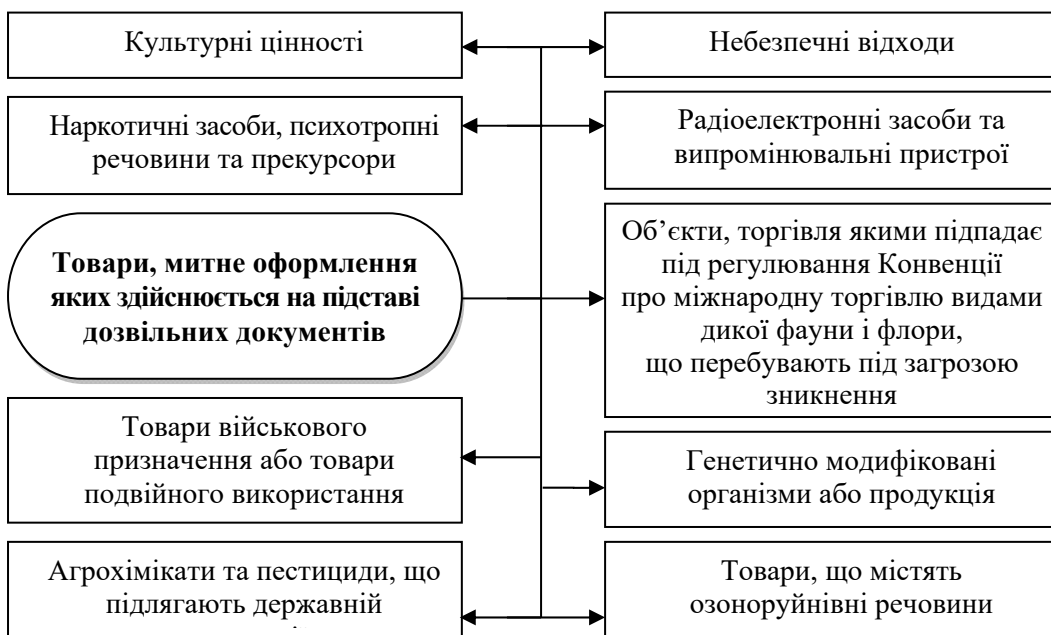 Культурні цінності
Небезпечні відходи
Наркотичні засоби, психотропні
речовини та прекурсори
Радіоелектронні засоби та
випромінювальні пристрої
Товари, митне оформлення
яких здійснюється на підставі
дозвільних документів
Об’єкти, торгівля якими підпадає
під регулювання Конвенції
про міжнародну торгівлю видами
дикої фауни і флори,
що перебувають під загрозою
зникнення
Товари військового
призначення або товари
подвійного використання
Генетично модифіковані
організми або продукція
Агрохімікати та пестициди, що
підлягають державній
Товари, що містять
озоноруйнівні речовини